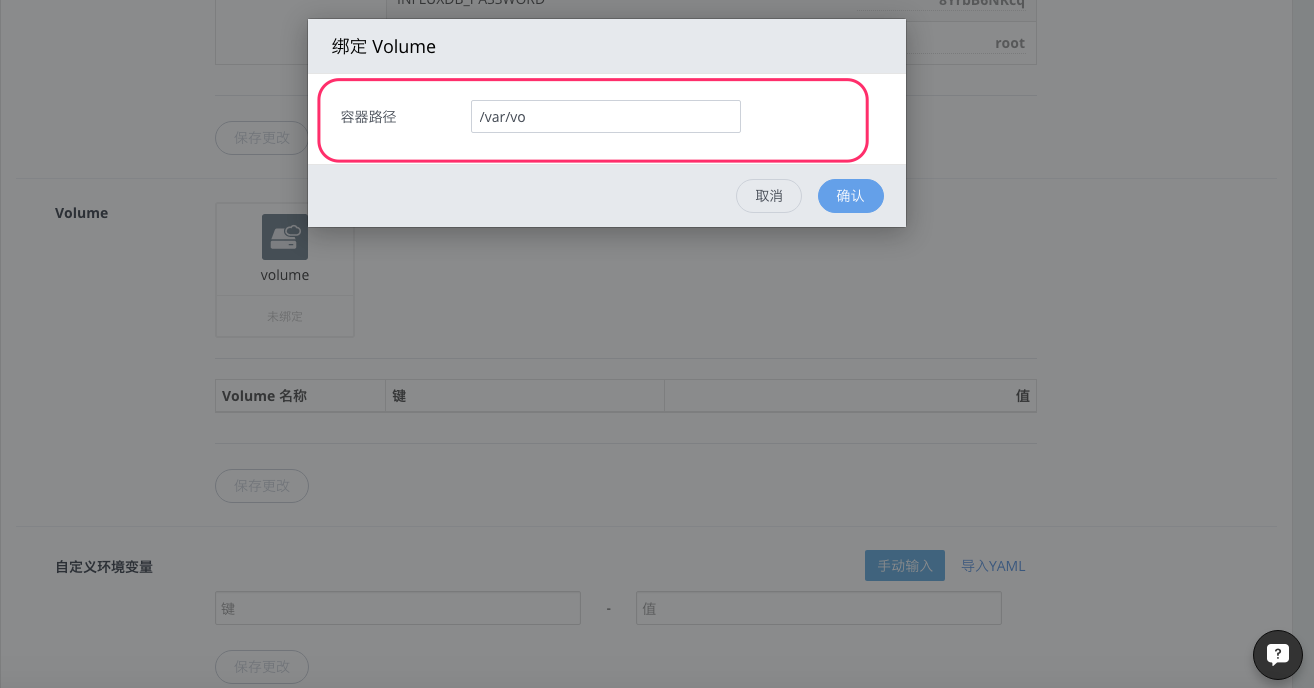 INFLUXDB_PASSWORD
root
绑定 Volume
容器路径
/var/vo
取消
确认
保存更改
Volume
volume
未绑定
Volume 名称
键
值
保存更改
自定义环境变量
手动输入
导入YAML
键
-
值
保存更改
?